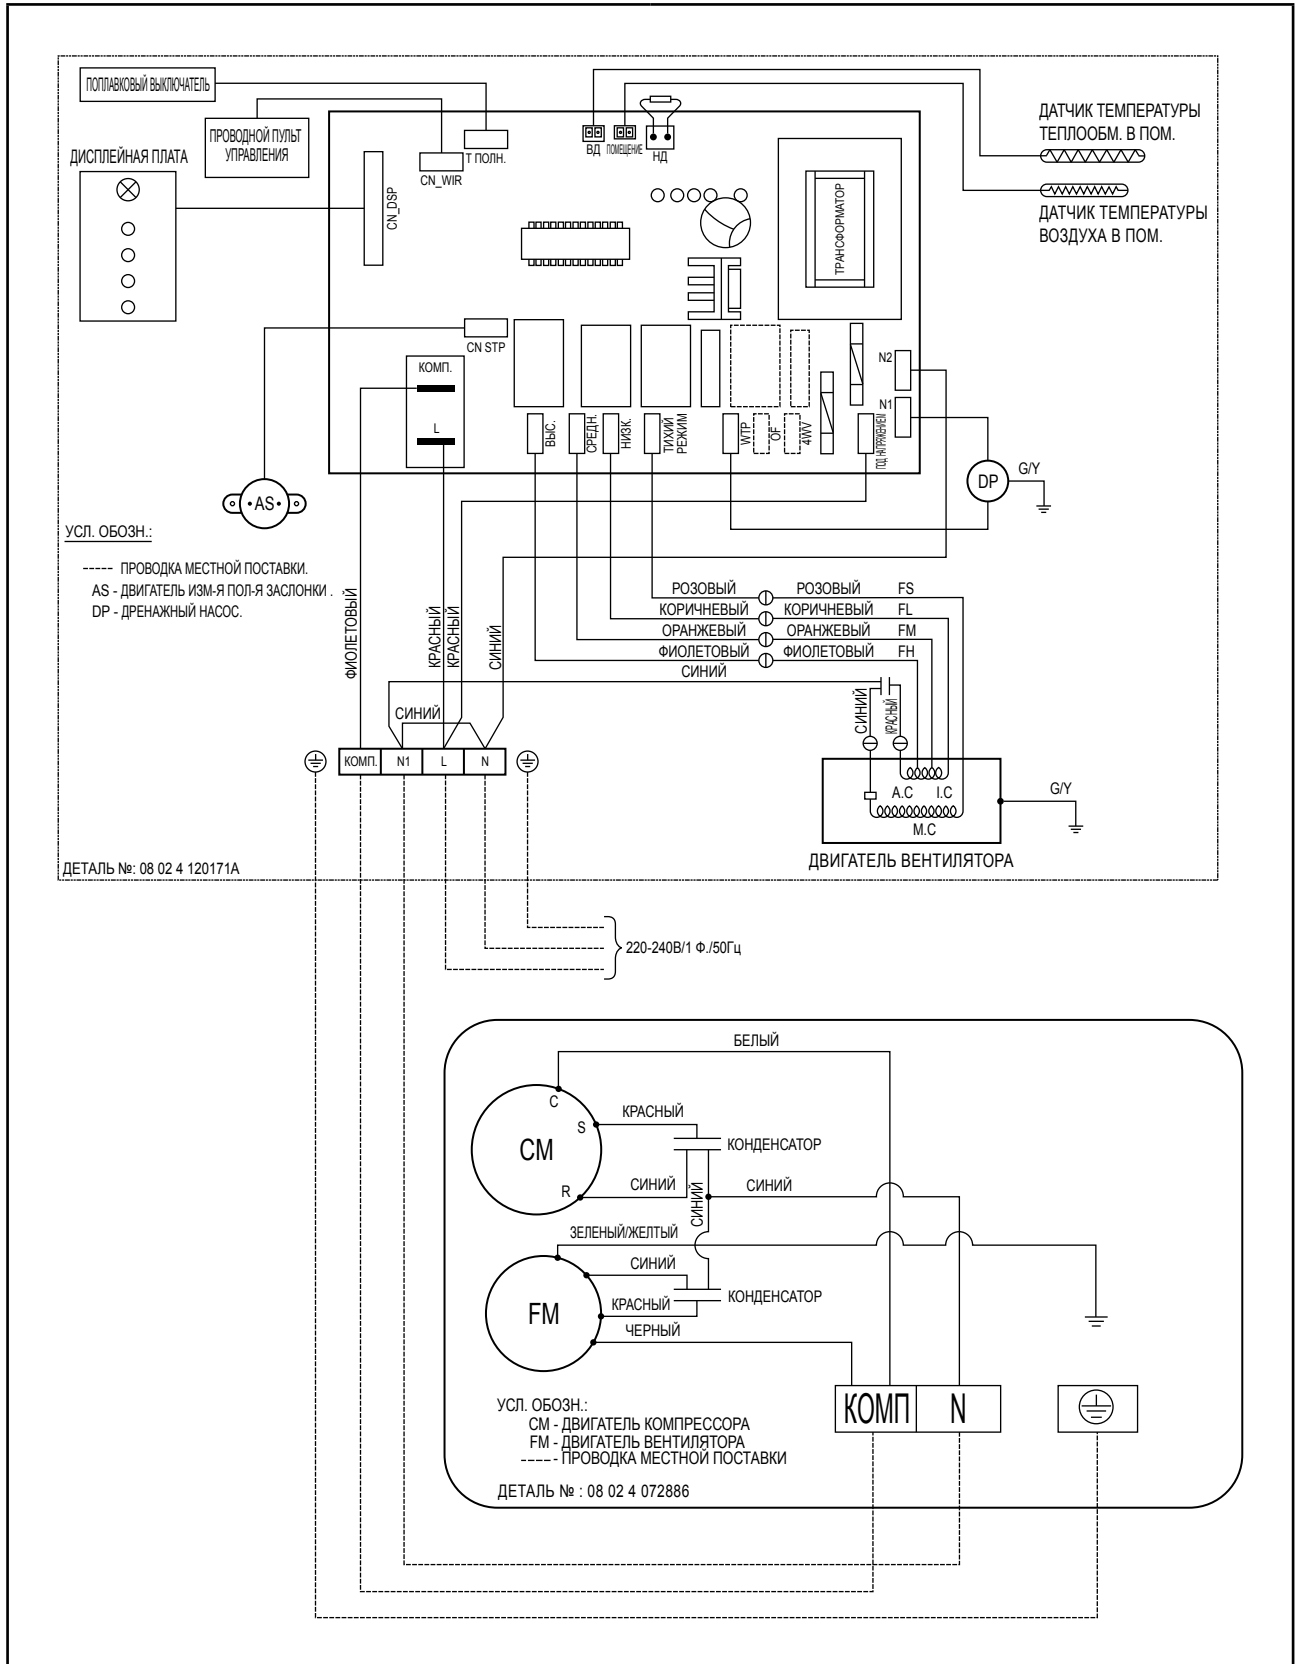 ПОПЛАВКОВЫЙ ВЫКЛЮЧАТЕЛЬ
ПРОВОДНОЙ ПУЛЬТ
УПРАВЛЕНИЯ
ДИСПЛЕЙНАЯ ПЛАТА
CN_DSP
CN_WIR
Т ПОЛН.
ВД
ПОМЕЩЕНИЕ
НД
ТРАНСФОРМАТОР
ДАТЧИК ТЕМПЕРАТУРЫ
ТЕПЛООБМ. В ПОМ.
ДАТЧИК ТЕМПЕРАТУРЫ
ВОЗДУХА В ПОМ.
CN STP
КОМП.
L
ВЫС.
СРЕДН.
НИЗК.
ТИХИЙ
РЕЖИМ
WTP
OF
4WV
ПОД. НАПРЯЖЕНИЕМ
N2
N1
DP
G/Y
AS
УСЛ. ОБОЗН.:
----- ПРОВОДКА МЕСТНОЙ ПОСТАВКИ.
AS - ДВИГАТЕЛЬ ИЗМ-Я ПОЛ-Я ЗАСЛОНКИ .
DP - ДРЕНАЖНЫЙ НАСОС.
ФИОЛЕТОВЫЙ
КРАСНЫЙ
КРАСНЫЙ
СИНИЙ
РОЗОВЫЙ РОЗОВЫЙ FS
КОРИЧНЕВЫЙ КОРИЧНЕВЫЙ FL
ОРАНЖЕВЫЙ ОРАНЖЕВЫЙ FM
ФИОЛЕТОВЫЙ ФИОЛЕТОВЫЙ FH
СИНИЙ
СИНИЙ
СИНИЙ
КРАСНЫЙ
КОМП. N1 L N
A.C I.C
M.C
G/Y
ДВИГАТЕЛЬ ВЕНТИЛЯТОРА
ДЕТАЛЬ №: 08 02 4 120171A
220-240В/1 Ф./50Гц
БЕЛЫЙ
C
S
R
CM
КРАСНЫЙ
КОНДЕНСАТОР
СИНИЙ
СИНИЙ
СИНИЙ
ЗЕЛЕНЫЙ/ЖЕЛТЫЙ
СИНИЙ
FM
КРАСНЫЙ
КОНДЕНСАТОР
ЧЕРНЫЙ
КОМП N
УСЛ. ОБОЗН.:
CM - ДВИГАТЕЛЬ КОМПРЕССОРА
FM - ДВИГАТЕЛЬ ВЕНТИЛЯТОРА
---- - ПРОВОДКА МЕСТНОЙ ПОСТАВКИ
ДЕТАЛЬ № : 08 02 4 072886